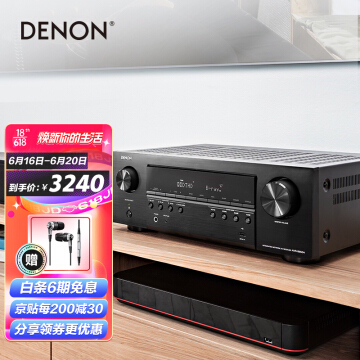 DENON®
18th 618
焕新你的生活
6月16日-6月20日
到手价:¥3240
赠
白条6期免息
京贴每200减30
分享领券更优惠
DENON